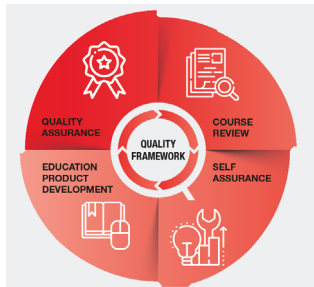 QUALITY
ASSURANCE
COURSE
REVIEW
QUALITY
FRAMEWORK
EDUCATION
PRODUCT
DEVELOPMENT
SELF
ASSURANCE